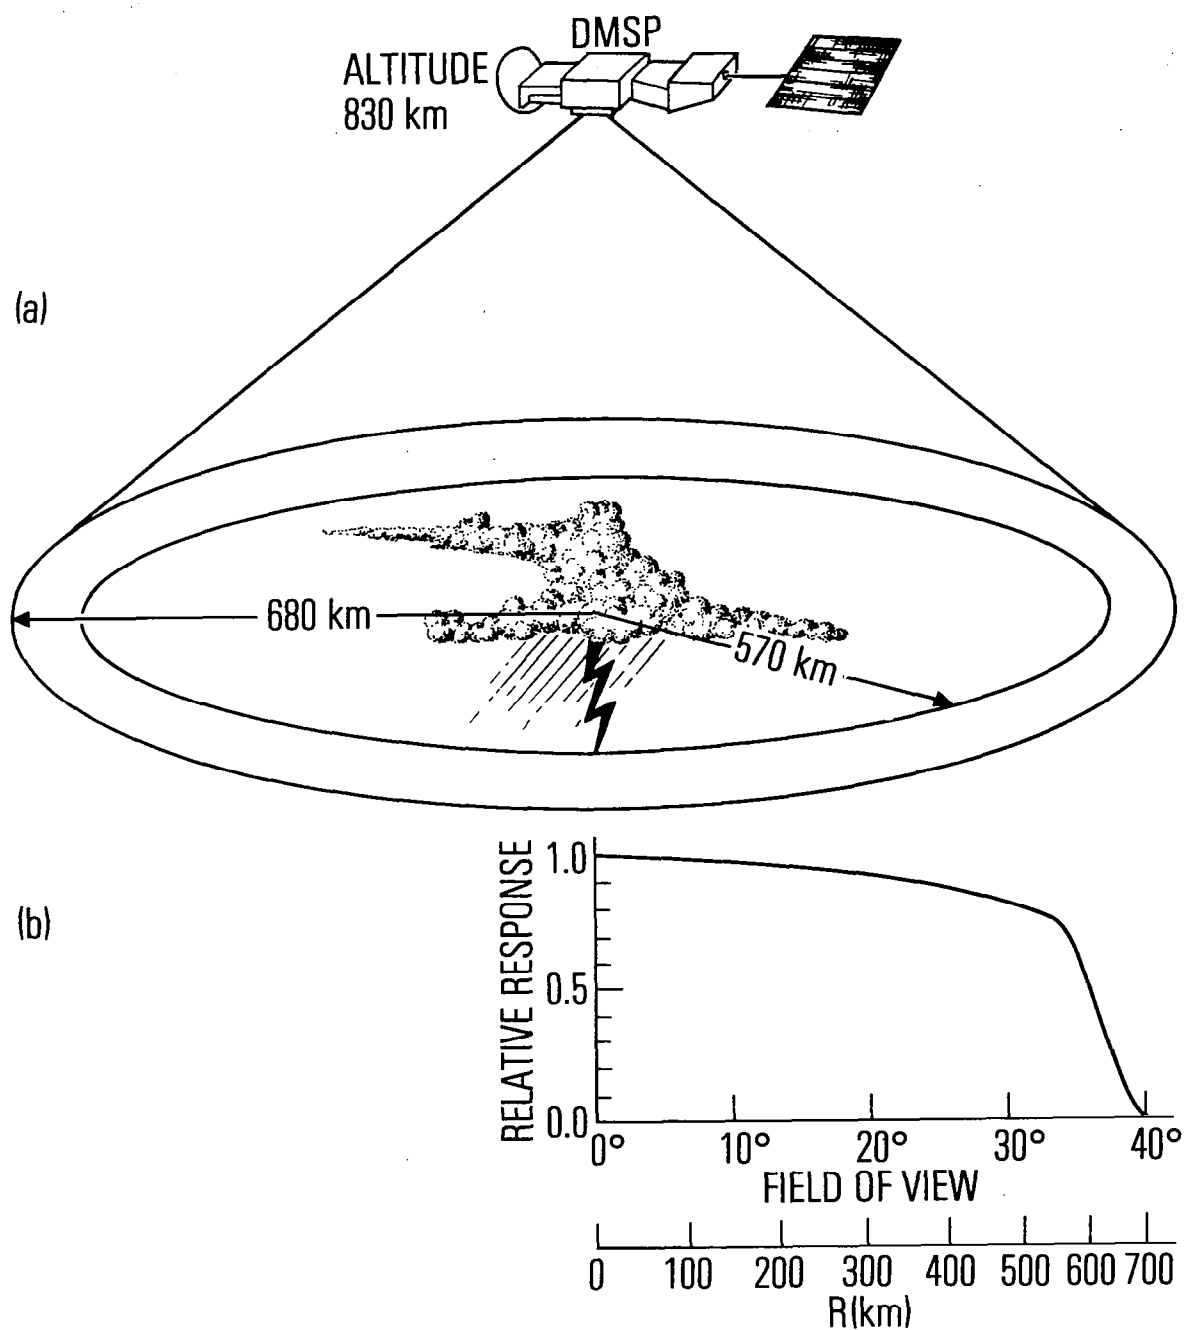 DMSP
ALTITUDE
830 km
(a)
680 km
570 km
(b)
RELATIVE RESPONSE
1.0
0.5
0.0
0° 10° 20° 30° 40°
FIELD OF VIEW
0 100 200 300 400 500 600 700
R(km)